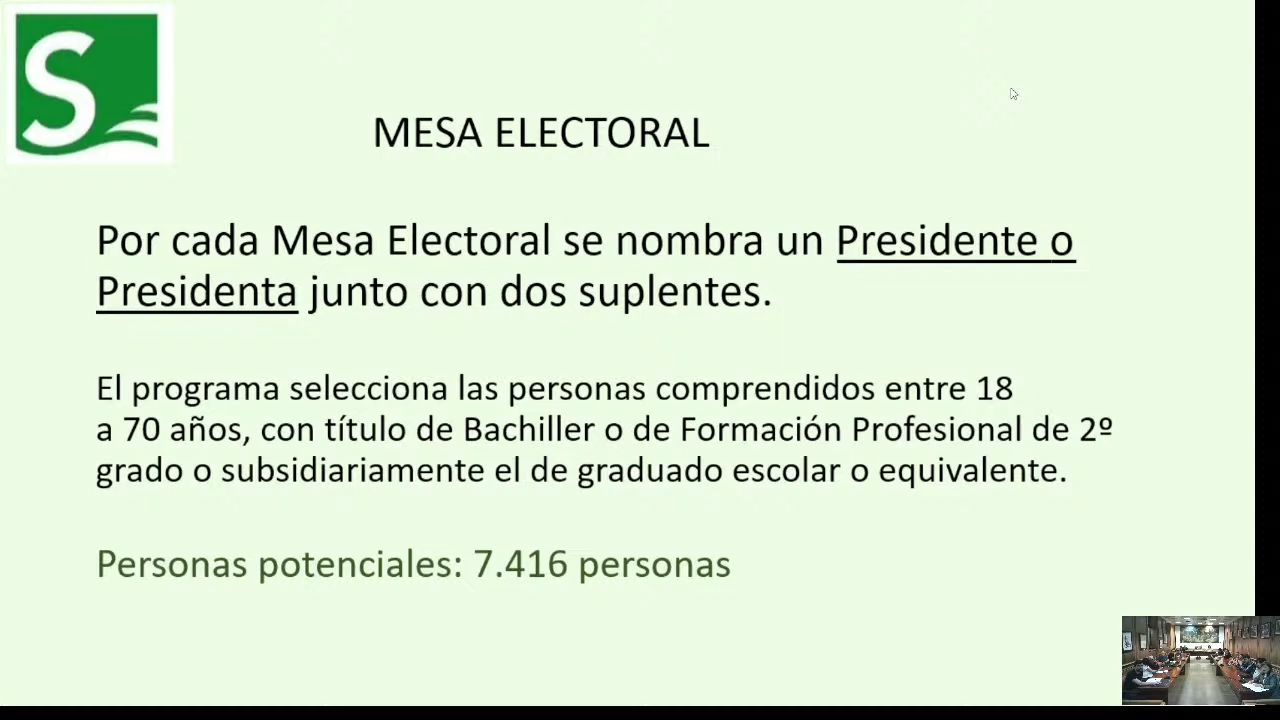 S
MESA ELECTORAL
Por cada Mesa Electoral se nombra un Presidente o
Presidenta junto con dos suplentes.
El programa selecciona las personas comprendidos entre 18
a 70 años, con título de Bachiller o de Formación Profesional de 2º
grado o subsidiariamente el de graduado escolar o equivalente.
Personas potenciales: 7.416 personas